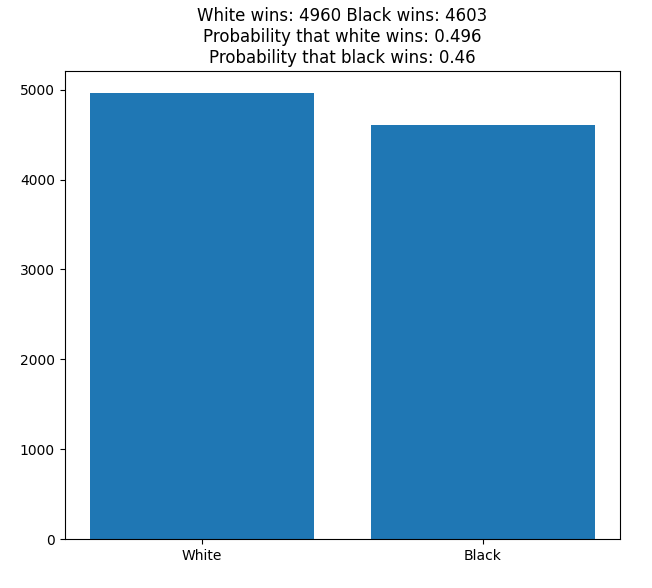 White wins: 4960 Black wins: 4603
Probability that white wins: 0.496
Probability that black wins: 0.46
5000
4000
3000
2000
1000
0
White Black